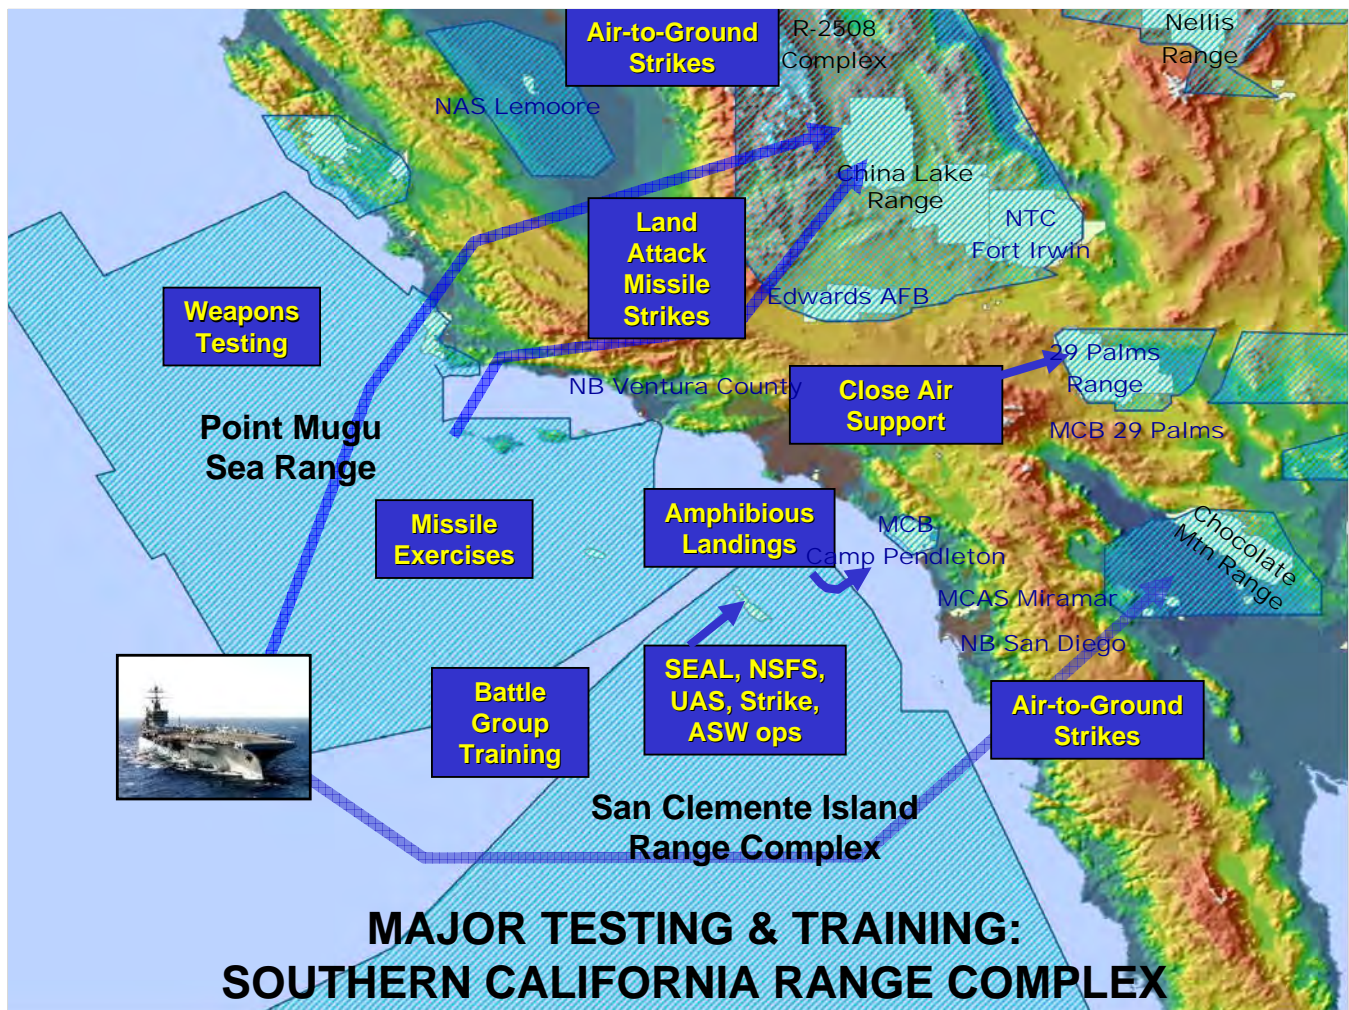 Air-to-Ground
Strikes
R-2508
Complex
Nellis
Range
NAS Lemoore
China Lake
Range
Land
Attack
Missile
Strikes
NTC
Fort Irwin
Weapons
Testing
Edwards AFB
29 Palms
Range
NB Ventura County
Close Air
Support
MCB 29 Palms
Point Mugu
Sea Range
Missile
Exercises
Amphibious
Landings
MCB
Camp Pendleton
Chocolate
Mtn Range
MCAS Miramar
NB San Diego
Battle
Group
Training
SEAL, NSFS,
UAS, Strike,
ASW ops
Air-to-Ground
Strikes
San Clemente Island
Range Complex
MAJOR TESTING & TRAINING:
SOUTHERN CALIFORNIA RANGE COMPLEX